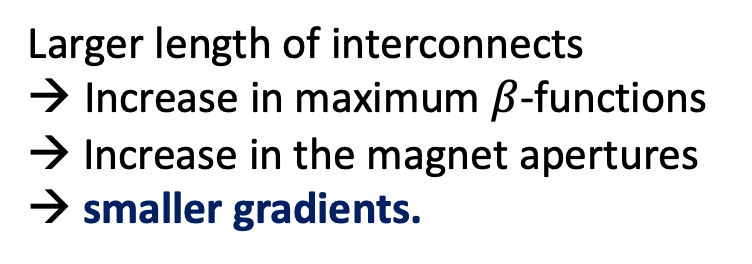 Larger length of interconnects
→ Increase in maximum β-functions
→ Increase in the magnet apertures
→ smaller gradients.